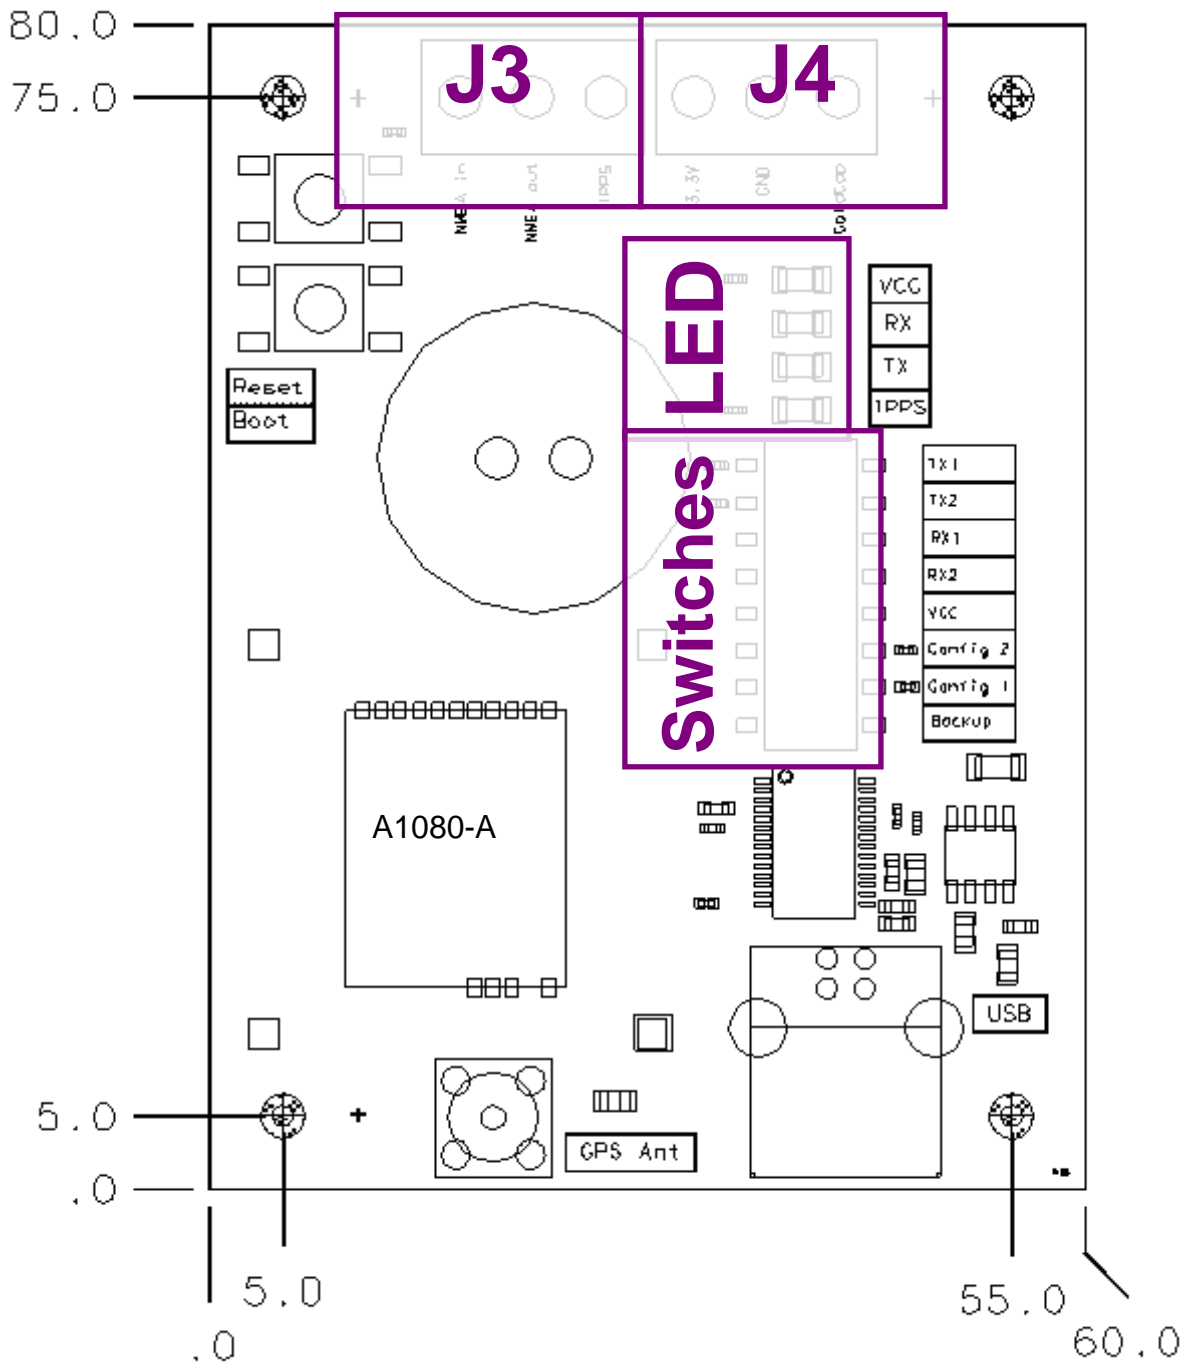 80.0
75.0
J3
J4
NMEA in
NMEA out
1PPS
3.3V
GND
GoldCap
LED
VCC
RX
TX
1PPS
Reset
Boot
Switches
TX1
TX2
RX1
RX2
VCC
Config 2
Config 1
Backup
A1080-A
USB
5.0
GPS Ant
.0
5.0
55.0
.0
60.0